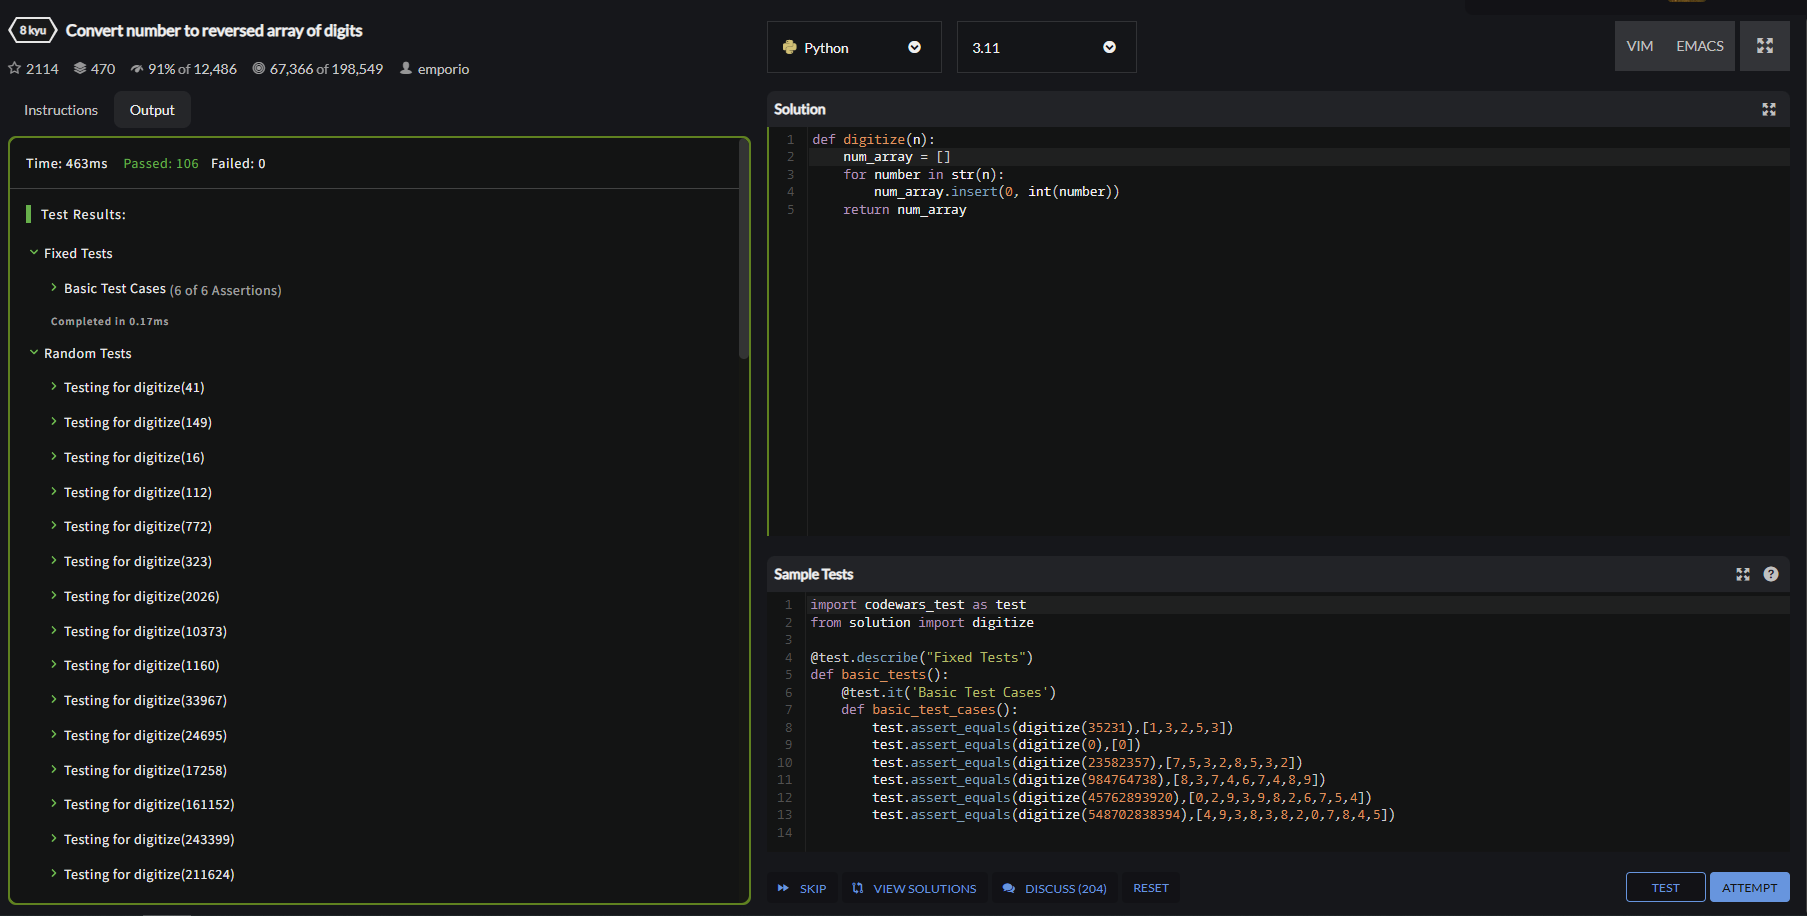 8 kyu Convert number to reversed array of digits
2114 470 91% of 12,486 67,366 of 198,549 emporio
Instructions Output
Time: 463ms Passed: 106 Failed: 0
Test Results:
Fixed Tests
Basic Test Cases (6 of 6 Assertions)
Completed in 0.17ms
Random Tests
Testing for digitize(41)
Testing for digitize(149)
Testing for digitize(16)
Testing for digitize(112)
Testing for digitize(772)
Testing for digitize(323)
Testing for digitize(2026)
Testing for digitize(10373)
Testing for digitize(1160)
Testing for digitize(33967)
Testing for digitize(24695)
Testing for digitize(17258)
Testing for digitize(161152)
Testing for digitize(243399)
Testing for digitize(211624)
Python 3.11 VIM EMACS
Solution
1 def digitize(n):
2     num_array = []
3     for number in str(n):
4         num_array.insert(0, int(number))
5     return num_array
Sample Tests ?
1 import codewars_test as test
2 from solution import digitize
3
4 @test.describe("Fixed Tests")
5 def basic_tests():
6     @test.it('Basic Test Cases')
7     def basic_test_cases():
8         test.assert_equals(digitize(35231),[1,3,2,5,3])
9         test.assert_equals(digitize(0),[0])
10         test.assert_equals(digitize(23582357),[7,5,3,2,8,5,3,2])
11         test.assert_equals(digitize(984764738),[8,3,7,4,6,7,4,8,9])
12         test.assert_equals(digitize(45762893920),[0,2,9,3,9,8,2,6,7,5,4])
13         test.assert_equals(digitize(548702838394),[4,9,3,8,3,8,2,0,7,8,4,5])
14
SKIP VIEW SOLUTIONS DISCUSS (204) RESET TEST ATTEMPT